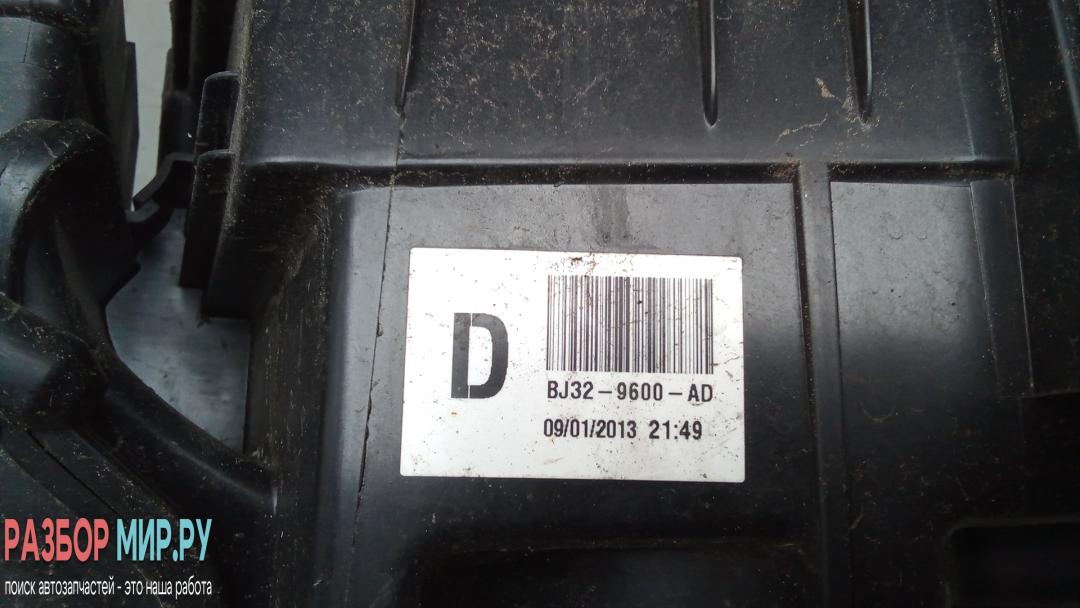 D
BJ32-9600-AD
09/01/2013 21:49
РАЗБОР МИР.РУ
поиск автозапчастей - это наша работа